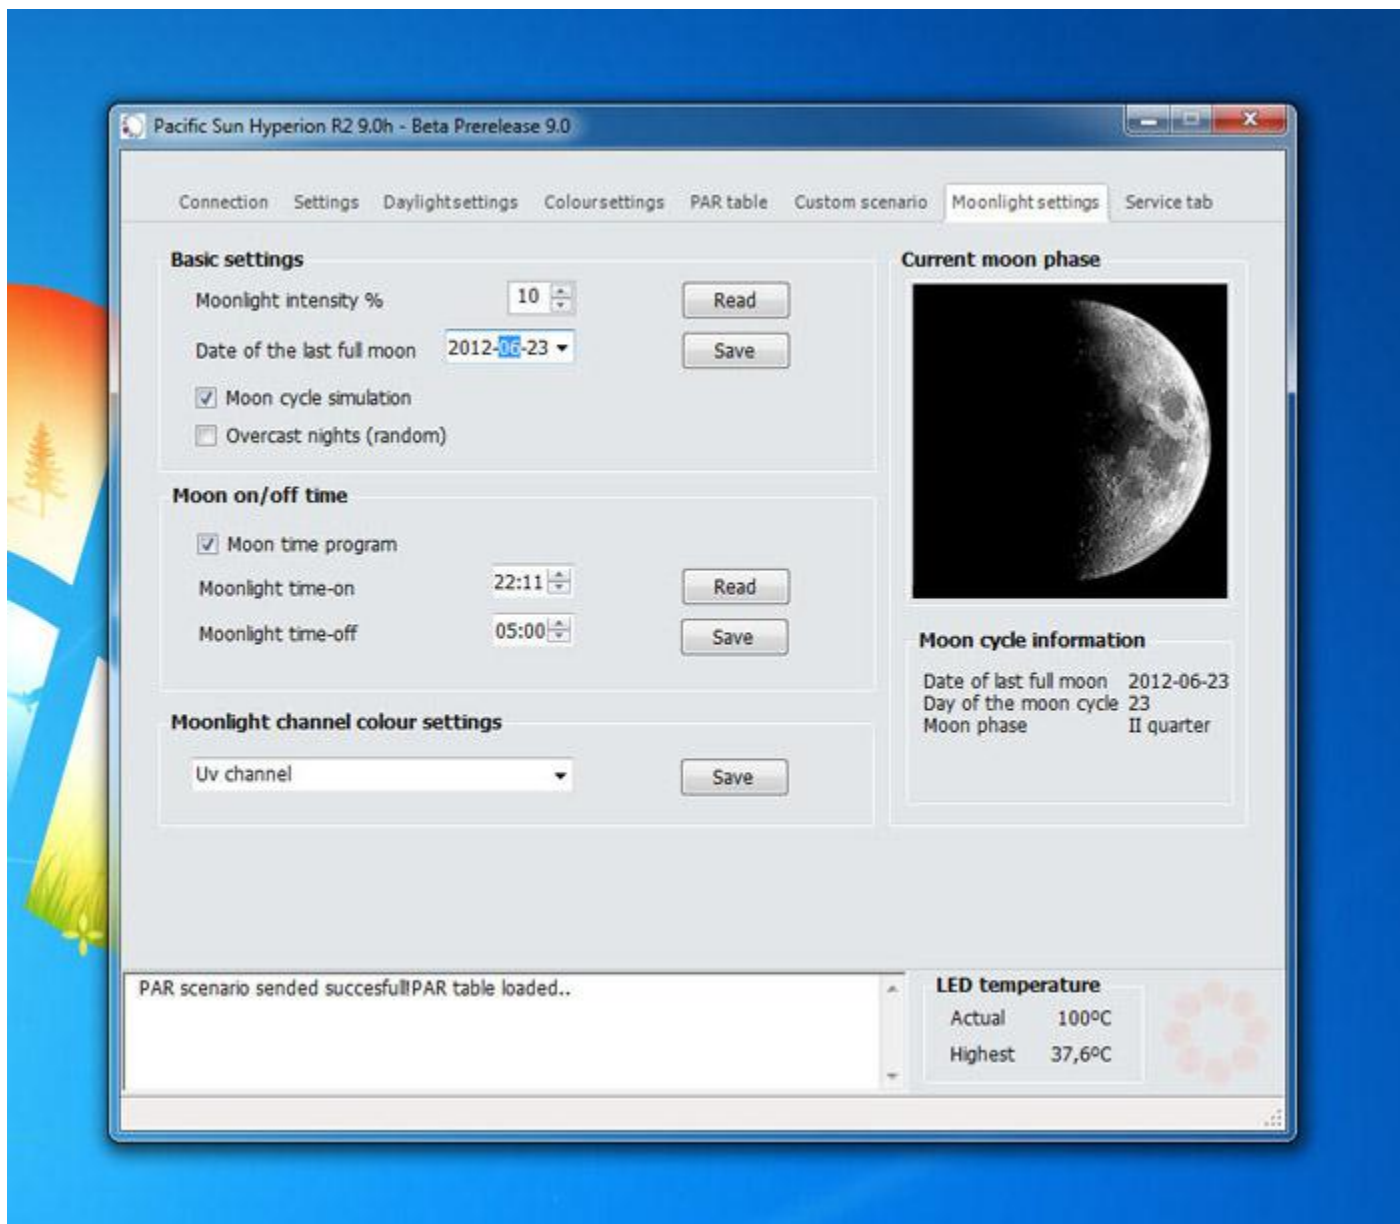 Pacific Sun Hyperion R2 9.0h - Beta Prerelease 9.0
Connection Settings Daylightsettings Coloursettings PAR table Custom scenario Moonlight settings Service tab
Basic settings
Moonlight intensity % 10 Read
Date of the last full moon 2012-06-23 Save
Moon cycle simulation
Overcast nights (random)
Moon on/off time
Moon time program
Moonlight time-on 22:11 Read
Moonlight time-off 05:00 Save
Moonlight channel colour settings
Uv channel Save
Current moon phase
Moon cycle information
Date of last full moon 2012-06-23
Day of the moon cycle 23
Moon phase II quarter
PAR scenario sended succesfull!PAR table loaded..
LED temperature
Actual 100ºC
Highest 37,6ºC